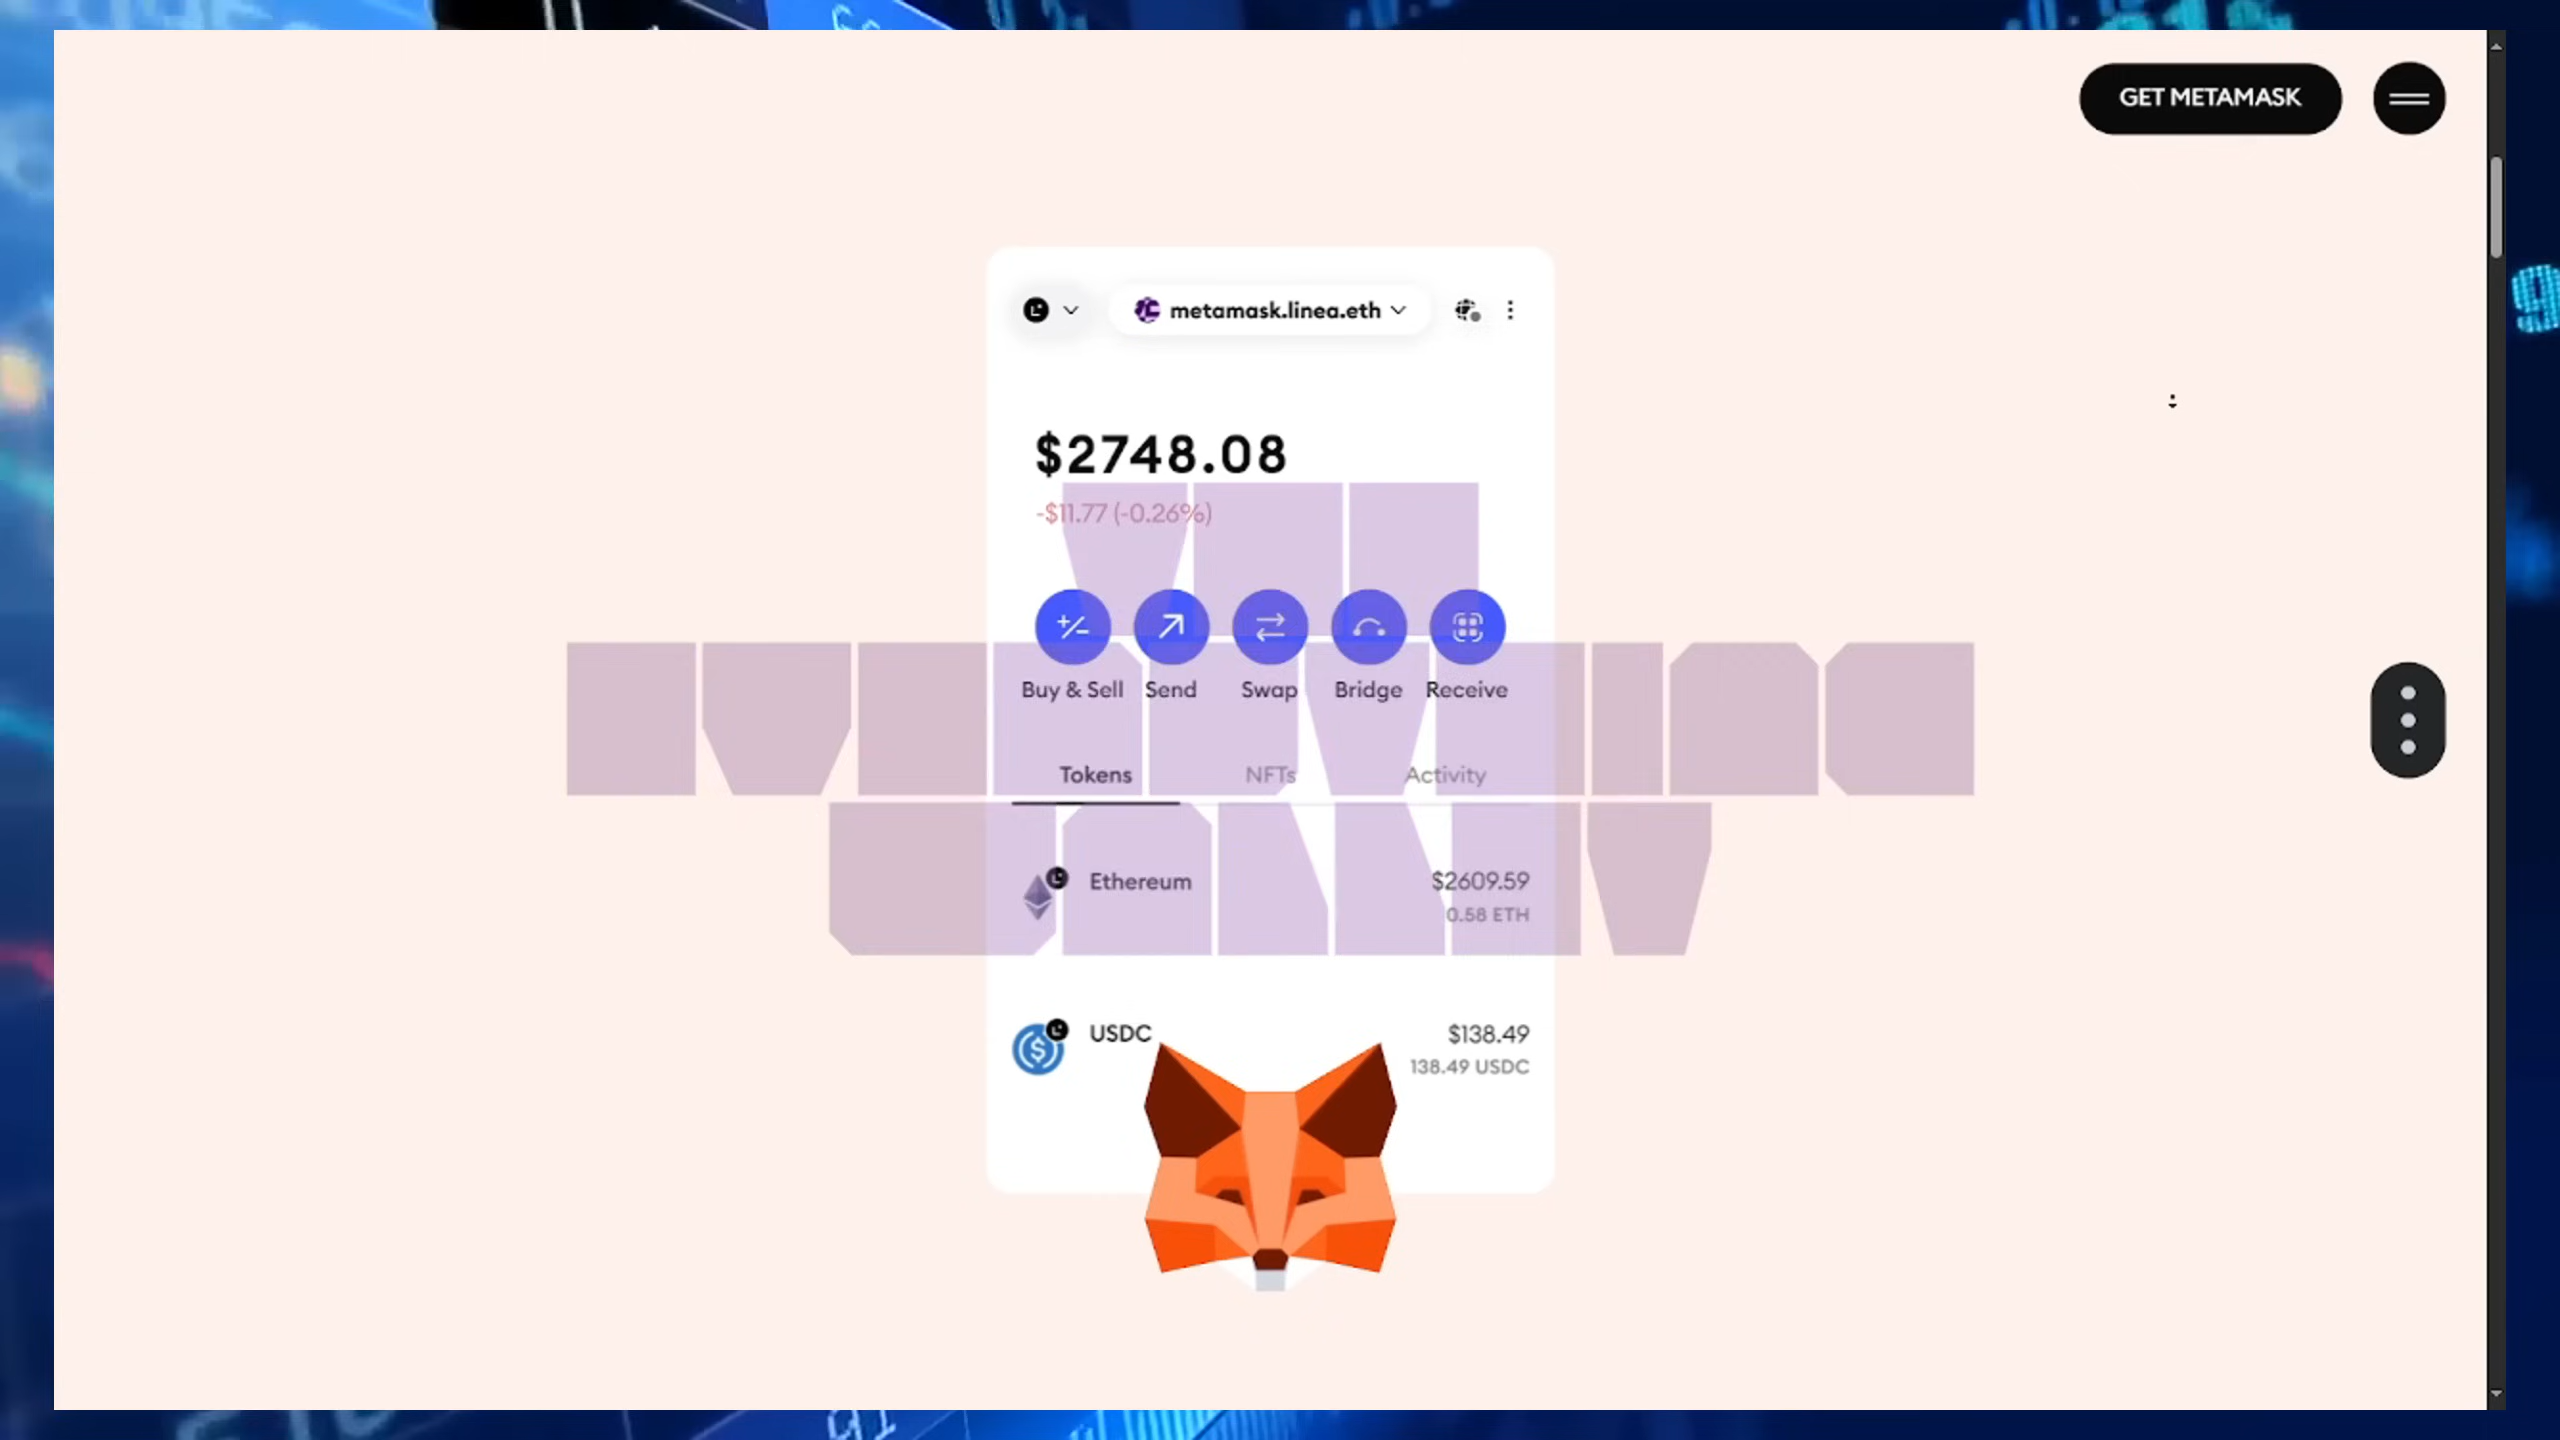 GET METAMASK
metamask.linea.eth
$2748.08
-$11.77 (-0.26%)
Buy & Sell Send Swap Bridge Receive
Tokens NFTs Activity
Ethereum $2609.59
0.58 ETH
USDC $138.49
138.49 USDC